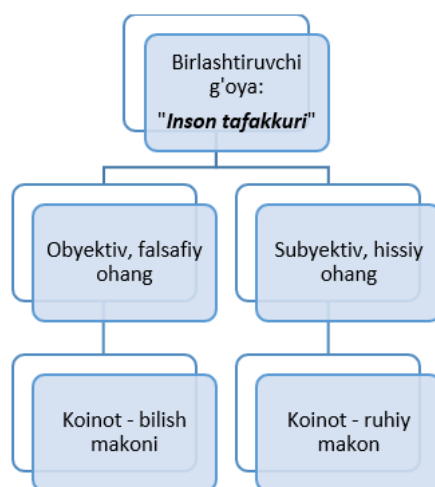 Birlashtiruvchi
g'oya:
"Inson tafakkuri"
Obyektiv, falsafiy
ohang
Subyektiv, hissiy
ohang
Koinot - bilish
makoni
Koinot - ruhiy
makon